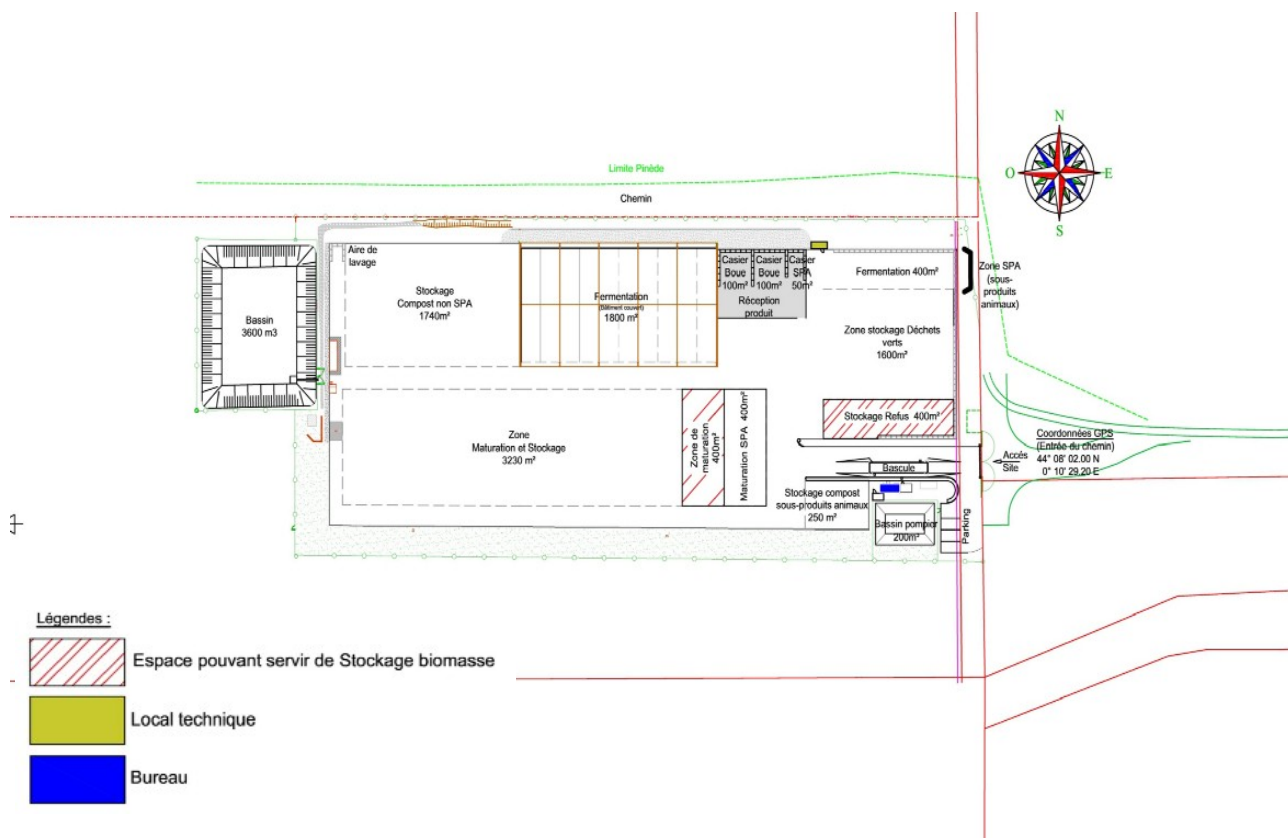 N
O
E
S
Limite Pinède
Chemin
Aire de
lavage
Stockage
Compost non SPA
1740m²
Fermentation
(Bâtiment couvert)
1800 m²
Casier
Boue
100m²
Casier
Boue
100m²
Casier
SPA
50m²
Réception
produit
Fermentation 400m²
Zone SPA
(sous-
produits
animaux)
Bassin
3600 m3
Zone stockage Déchets
verts
1600m²
Stockage Refus 400m²
Zone
Maturation et Stockage
3230 m²
Zone de
maturation
400m²
Maturation SPA 400m²
Coordonnées GPS
(Entrée du chemin)
44° 08' 02.00 N
0° 10' 29,20 E
Accés
Site
Bascule
Stockage compost
sous-produits animaux
250 m²
Bassin pompier
200m³
Parking
Légendes :
Espace pouvant servir de Stockage biomasse
Local technique
Bureau